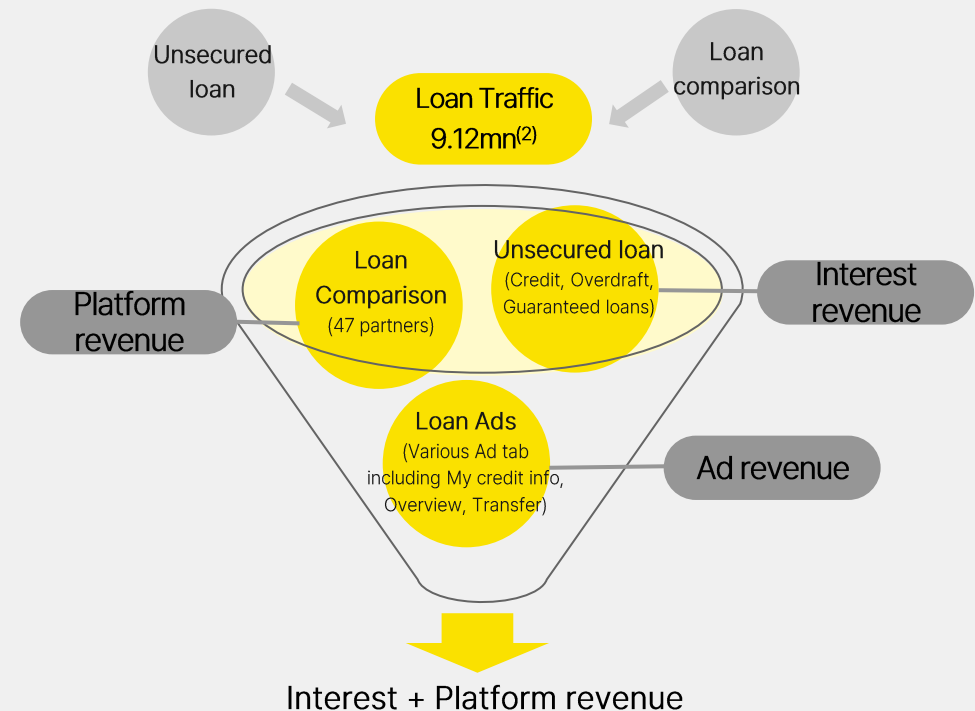 Unsecured
loan
Loan Traffic
9.12mn(2)
Loan
comparison
Loan
Comparison
(47 partners)
Unsecured loan
(Credit, Overdraft,
Guaranteed loans)
Interest
revenue
Platform
revenue
Loan Ads
(Various Ad tab
including My credit info,
Overview, Transfer)
Ad revenue
Interest + Platform revenue